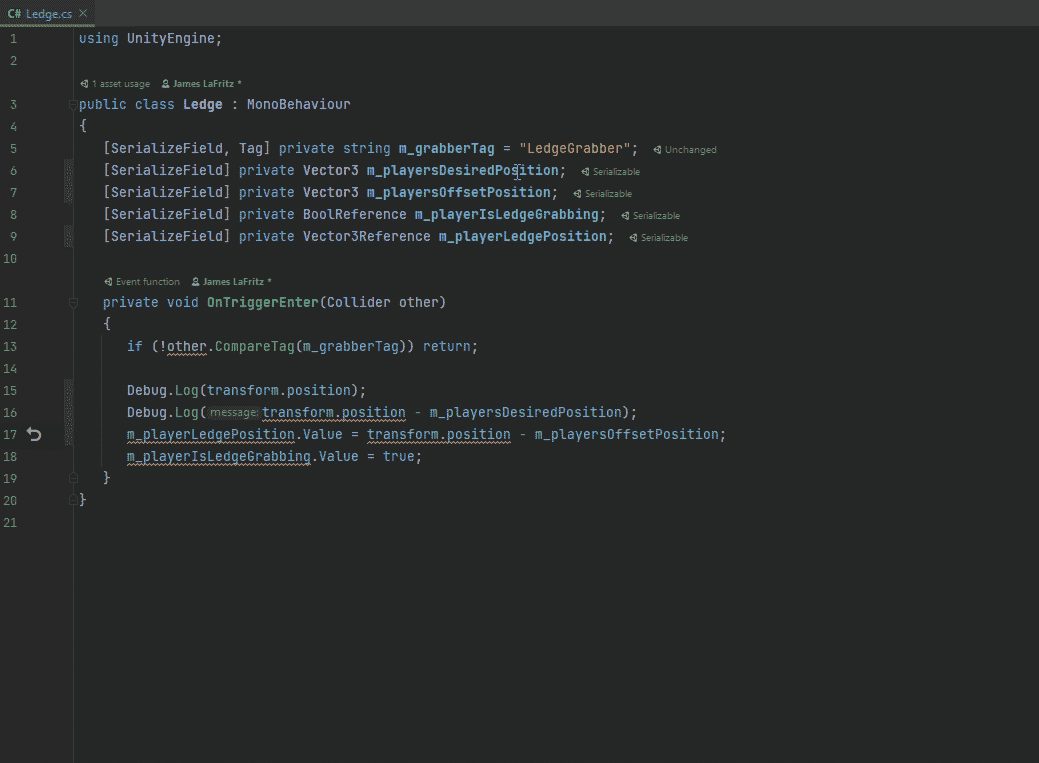 C# Ledge.cs ×
1 using UnityEngine;
2
1 asset usage James LaFritz *
3 public class Ledge : MonoBehaviour
4 {
5 [SerializeField, Tag] private string m_grabberTag = "LedgeGrabber"; Unchanged
6 [SerializeField] private Vector3 m_playersDesiredPosition; Serializable
7 [SerializeField] private Vector3 m_playersOffsetPosition; Serializable
8 [SerializeField] private BoolReference m_playerIsLedgeGrabbing; Serializable
9 [SerializeField] private Vector3Reference m_playerLedgePosition; Serializable
10
Event function James LaFritz *
11 private void OnTriggerEnter(Collider other)
12 {
13 if (!other.CompareTag(m_grabberTag)) return;
14
15 Debug.Log(transform.position);
16 Debug.Log( message: transform.position - m_playersDesiredPosition);
17 m_playerLedgePosition.Value = transform.position - m_playersOffsetPosition;
18 m_playerIsLedgeGrabbing.Value = true;
19 }
20 }
21